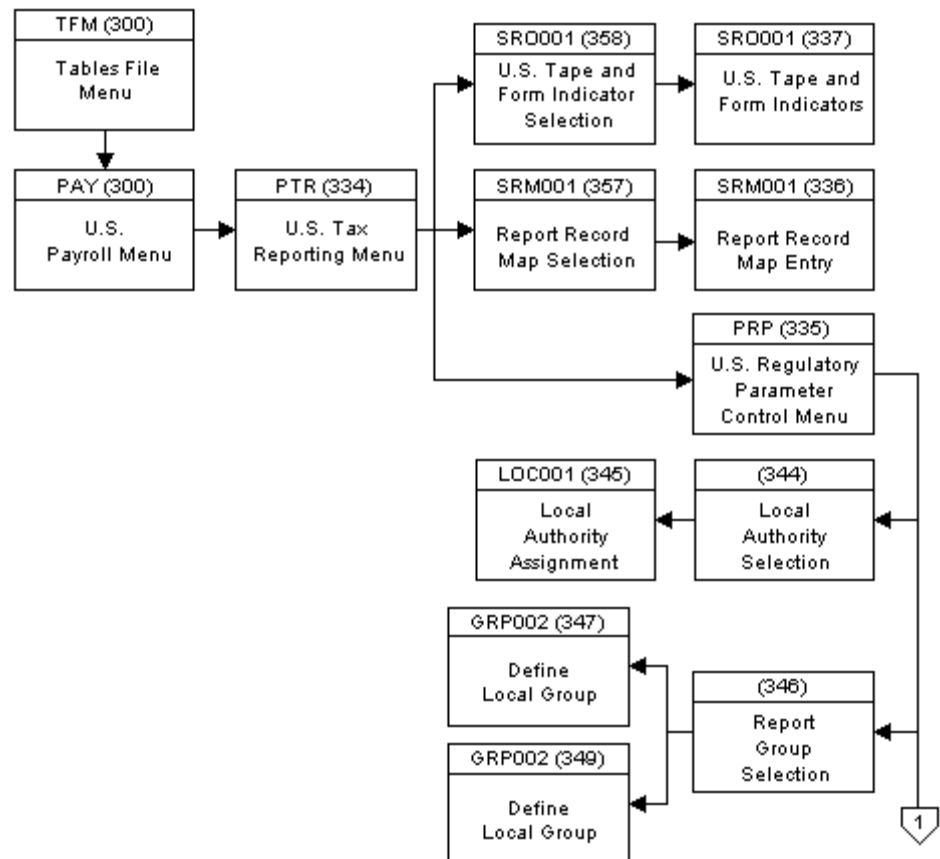 TFM (300)
Tables File
Menu
SRO001 (358)
U.S. Tape and
Form Indicator
Selection
SRO001 (337)
U.S. Tape and
Form Indicators
PAY (300)
U.S.
Payroll Menu
PTR (334)
U.S. Tax
Reporting Menu
SRM001 (357)
Report Record
Map Selection
SRM001 (336)
Report Record
Map Entry
PRP (335)
U.S. Regulatory
Parameter
Control Menu
LOC001 (345)
Local
Authority
Assignment
(344)
Local
Authority
Selection
GRP002 (347)
Define
Local Group
(346)
Report
Group
Selection
GRP002 (349)
Define
Local Group
1